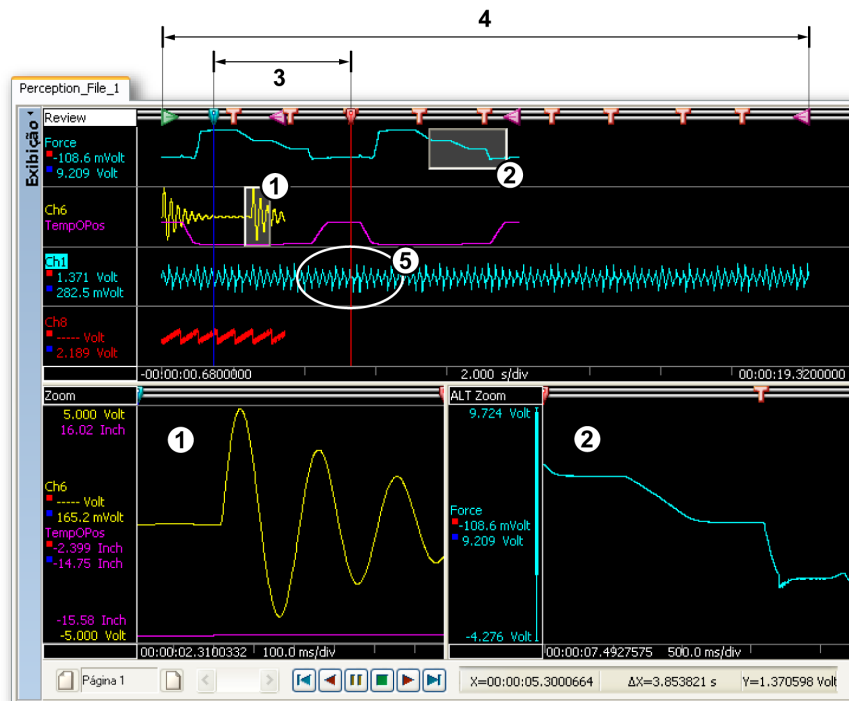 4
3
Perception_File_1
Exibição
Review
Force
-108.6 mVolt
9.209 Volt
2
1
Ch6
TempOPos
Ch1
1.371 Volt
282.5 mVolt
5
Ch8
----- Volt
2.189 Volt
-00:00:00.6800000
2.000 s/div
00:00:19.3200000
Zoom
5.000 Volt
16.02 Inch
1
Ch6
----- Volt
165.2 mVolt
TempOPos
-2.399 Inch
-14.75 Inch
-15.58 Inch
-5.000 Volt
00:00:02.3100332
100.0 ms/div
ALT Zoom
9.724 Volt
2
Force
-108.6 mVolt
9.209 Volt
-4.276 Volt
00:00:07.4927575
500.0 ms/div
Página 1
X=00:00:05.3000664
ΔX=3.853821 s
Y=1.370598 Volt